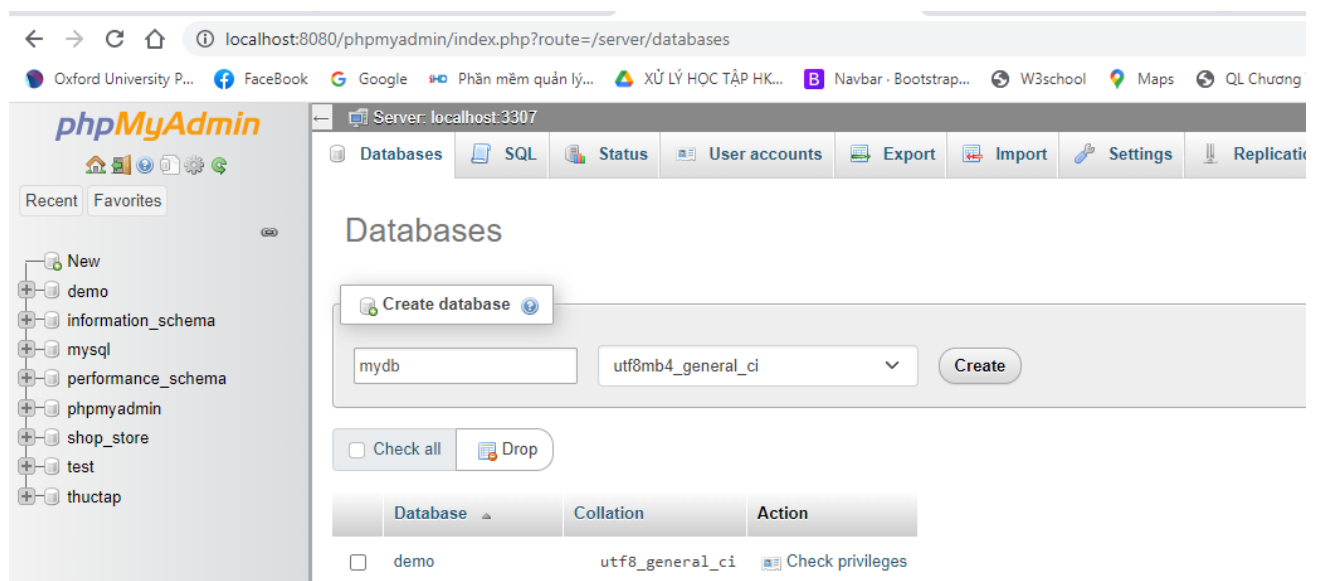 localhost:8080/phpmyadmin/index.php?route=/server/databases
Oxford University P... FaceBook Google Phần mềm quản lý... XỬ LÝ HỌC TẬP HK... Navbar · Bootstrap... W3school Maps QL Chương
phpMyAdmin
Recent Favorites
New
demo
information_schema
mysql
performance_schema
phpmyadmin
shop_store
test
thuctap
Server: localhost:3307
Databases SQL Status User accounts Export Import Settings Replicatio
Databases
Create database
mydb utf8mb4_general_ci Create
Check all Drop
Database Collation Action
demo utf8_general_ci Check privileges